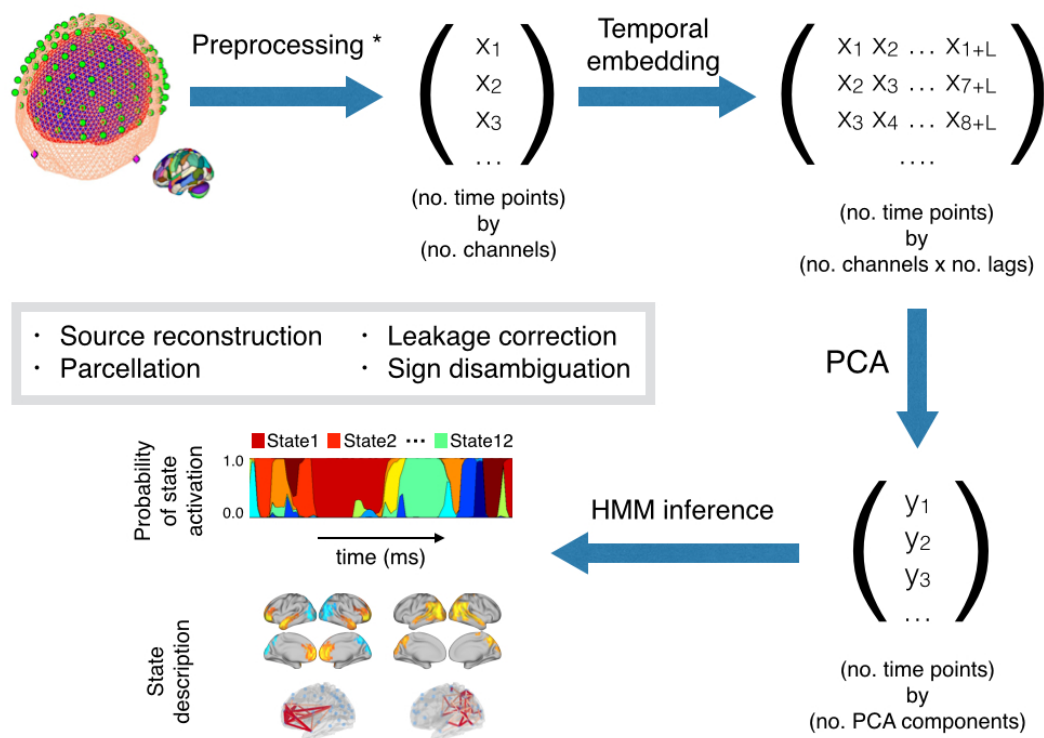 Preprocessing *
x1
x2
x3
...
(no. time points)
by
(no. channels)
Temporal
embedding
x1 x2 ... x1+L
x2 x3 ... x7+L
x3 x4 ... x8+L
....
(no. time points)
by
(no. channels x no. lags)
· Source reconstruction
· Parcellation
· Leakage correction
· Sign disambiguation
PCA
y1
y2
y3
...
(no. time points)
by
(no. PCA components)
HMM inference
State1 State2 ... State12
Probability
of state
activation
1.0
0.0
time (ms)
State
description